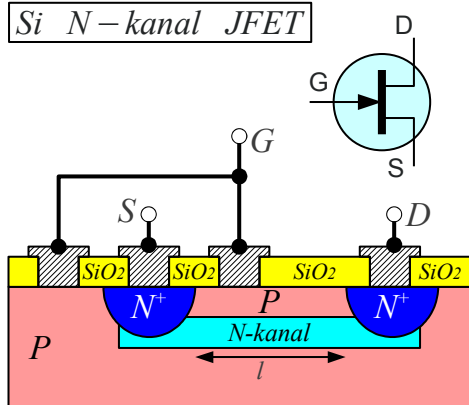 Si N-kanal JFET
D
G
S
G
S
D
SiO₂ SiO₂ SiO₂ SiO₂
N⁺ P N⁺
P N-kanal
l